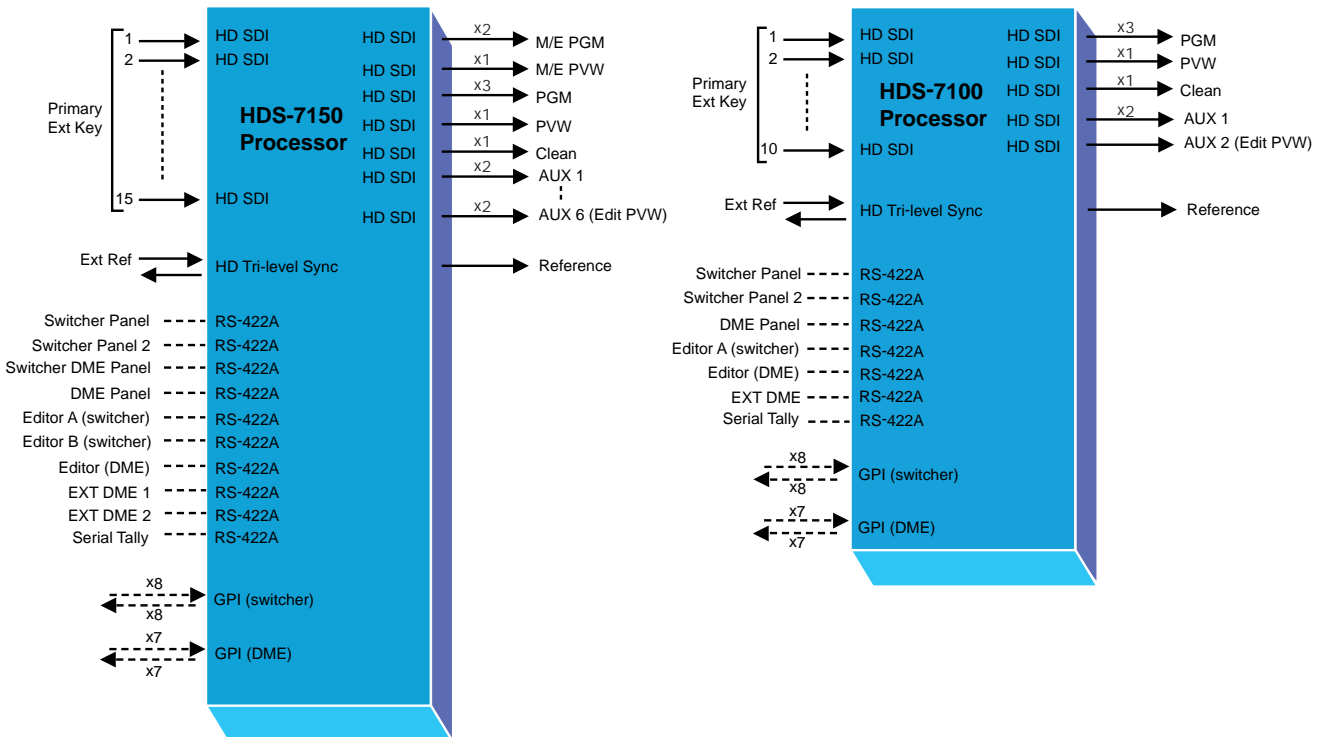 1 HD SDI HD SDI x2 M/E PGM
2 HD SDI HD SDI x1 M/E PVW
HD SDI x3 PGM
Primary
Ext Key
HDS-7150
Processor
HD SDI x1 PVW
HD SDI x1 Clean
HD SDI x2 AUX 1
15 HD SDI
HD SDI x2 AUX 6 (Edit PVW)
Ext Ref HD Tri-level Sync Reference
Switcher Panel RS-422A
Switcher Panel 2 RS-422A
Switcher DME Panel RS-422A
DME Panel RS-422A
Editor A (switcher) RS-422A
Editor B (switcher) RS-422A
Editor (DME) RS-422A
EXT DME 1 RS-422A
EXT DME 2 RS-422A
Serial Tally RS-422A
x8
GPI (switcher)
x8
x7
GPI (DME)
x7
1 HD SDI HD SDI x3 PGM
2 HD SDI HD SDI x1 PVW
Primary
Ext Key
HDS-7100
Processor
HD SDI x1 Clean
HD SDI x2 AUX 1
10 HD SDI HD SDI AUX 2 (Edit PVW)
Ext Ref HD Tri-level Sync Reference
Switcher Panel RS-422A
Switcher Panel 2 RS-422A
DME Panel RS-422A
Editor A (switcher) RS-422A
Editor (DME) RS-422A
EXT DME RS-422A
Serial Tally RS-422A
x8
GPI (switcher)
x8
x7
GPI (DME)
x7